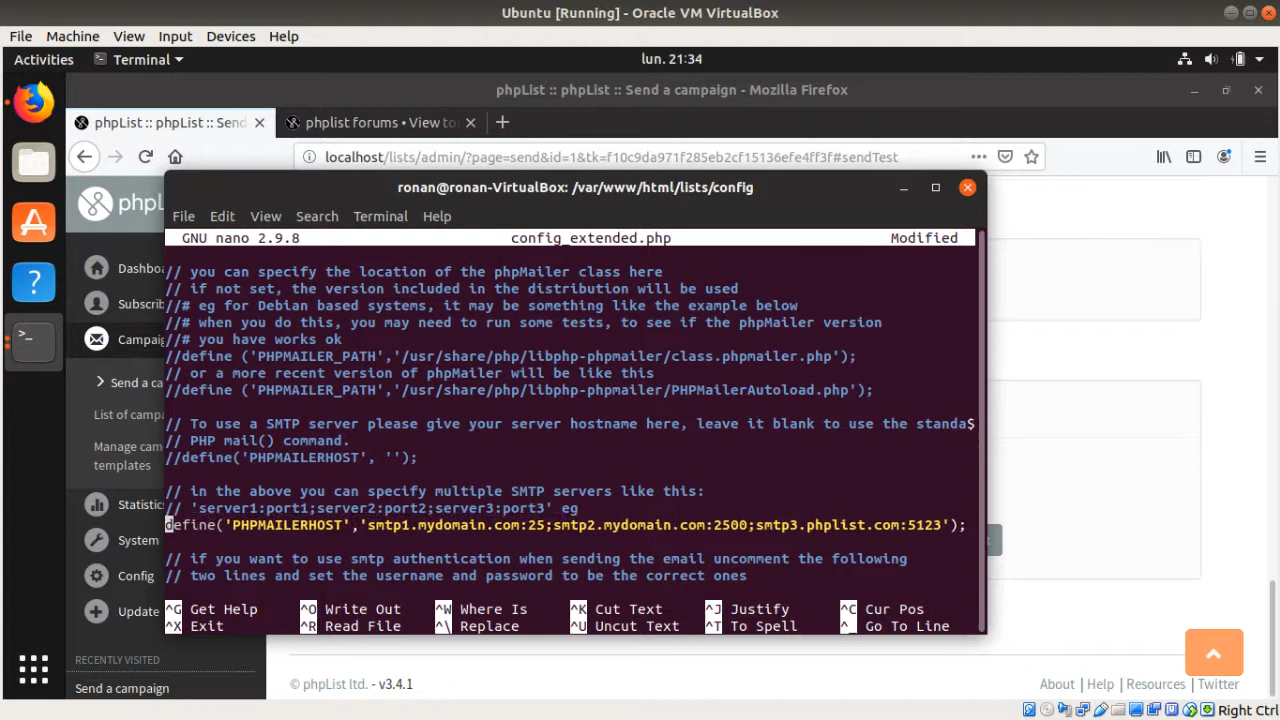 Ubuntu [Running] - Oracle VM VirtualBox
File Machine View Input Devices Help
Activities Terminal lun. 21:34
phpList :: phpList :: Send a campaign - Mozilla Firefox
phpList :: phpList :: Send phplist forums • View to
localhost/lists/admin/?page=send&id=1&tk=f10c9da971f285eb2cf15136efe4ff3f#sendTest
phpl
Dashboa
Subscrib
Campaig
Send a ca
List of camp
Manage camp
templates
Statistic
System
Config
Update
RECENTLY VISITED
Send a campaign
ronan@ronan-VirtualBox: /var/www/html/lists/config
File Edit View Search Terminal Help
GNU nano 2.9.8 config_extended.php Modified
// you can specify the location of the phpMailer class here
// if not set, the version included in the distribution will be used
//# eg for Debian based systems, it may be something like the example below
//# when you do this, you may need to run some tests, to see if the phpMailer version
//# you have works ok
//define ('PHPMAILER_PATH','/usr/share/php/libphp-phpmailer/class.phpmailer.php');
// or a more recent version of phpMailer will be like this
//define ('PHPMAILER_PATH','/usr/share/php/libphp-phpmailer/PHPMailerAutoload.php');
// To use a SMTP server please give your server hostname here, leave it blank to use the standa$
// PHP mail() command.
//define('PHPMAILERHOST', '');
// in the above you can specify multiple SMTP servers like this:
// 'server1:port1;server2:port2;server3:port3' eg
define('PHPMAILERHOST','smtp1.mydomain.com:25;smtp2.mydomain.com:2500;smtp3.phplist.com:5123');
// if you want to use smtp authentication when sending the email uncomment the following
// two lines and set the username and password to be the correct ones
^G Get Help ^O Write Out ^W Where Is ^K Cut Text ^J Justify ^C Cur Pos
^X Exit ^R Read File ^\ Replace ^U Uncut Text ^T To Spell ^_ Go To Line
© phpList ltd. - v3.4.1 About | Help | Resources | Twitter
Right Ctrl